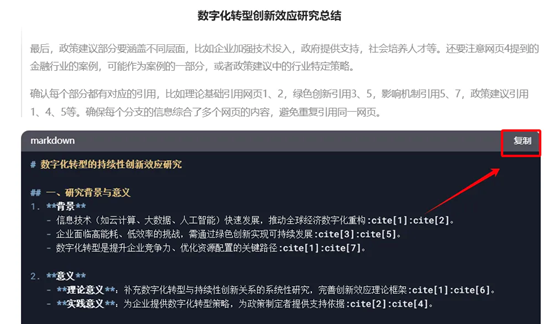 数字化转型创新效应研究总结
最后，政策建议部分要涵盖不同层面，比如企业加强技术投入，政府提供支持，社会培养人才等。还要注意网页4提到的
金融行业的案例，可能作为案例的一部分，或者政策建议中的行业特定策略。
确认每个部分都有对应的引用，比如理论基础引用网页1、2，绿色创新引用3、5，影响机制引用5、7，政策建议引用
1、4、5等。确保每个分支的信息综合了多个网页的内容，避免重复引用同一网页。
markdown 复制
# 数字化转型的持续性创新效应研究
## 一、研究背景与意义
1. **背景**
- 信息技术（如云计算、大数据、人工智能）快速发展，推动全球经济数字化重构:cite[1]:cite[2]。
- 企业面临高能耗、低效率的挑战，需通过绿色创新实现可持续发展:cite[3]:cite[5]。
- 数字化转型是提升企业竞争力、优化资源配置的关键路径:cite[1]:cite[7]。
2. **意义**
- **理论意义**：补充数字化转型与持续性创新关系的系统性研究，完善创新效应理论框架:cite[1]:cite[6]。
- **实践意义**：为企业提供数字化转型策略，为政策制定者提供支持依据:cite[2]:cite[4]。